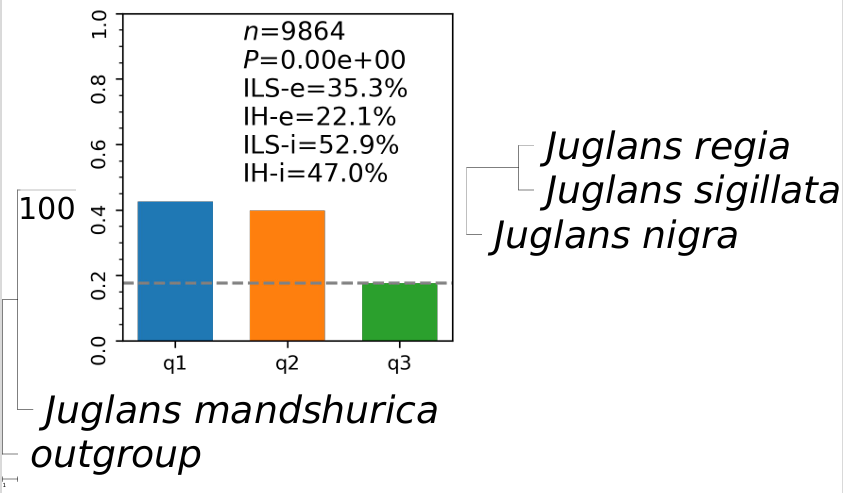 1.0
0.8
0.6
0.4
0.2
0.0
n=9864
P=0.00e+00
ILS-e=35.3%
IH-e=22.1%
ILS-i=52.9%
IH-i=47.0%
q1 q2 q3
100
Juglans regia
Juglans sigillata
Juglans nigra
Juglans mandshurica
outgroup
1